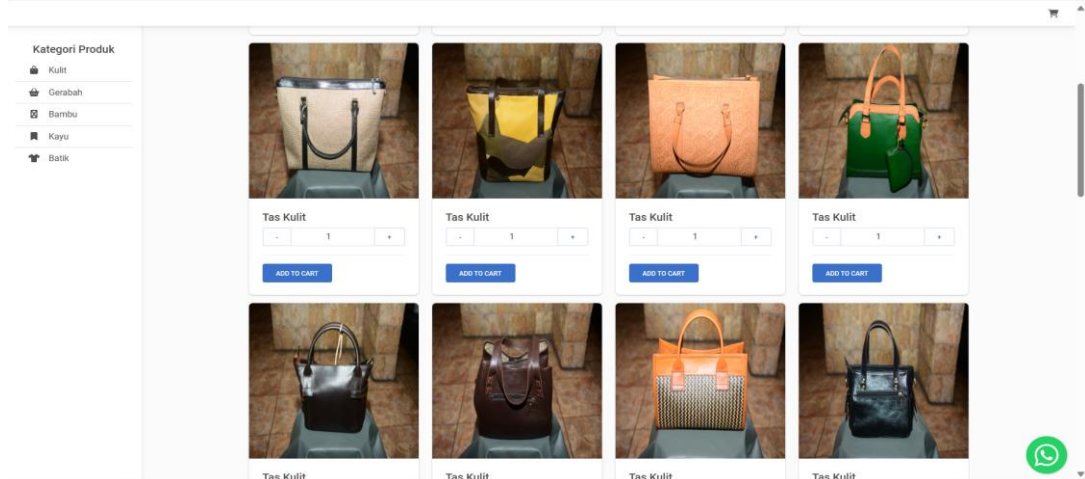 Kategori Produk
Kulit
Gerabah
Bambu
Kayu
Batik
Tas Kulit
- 1 +
ADD TO CART
Tas Kulit
- 1 +
ADD TO CART
Tas Kulit
- 1 +
ADD TO CART
Tas Kulit
- 1 +
ADD TO CART
Tas Kulit
Tas Kulit
Tas Kulit
Tas Kulit